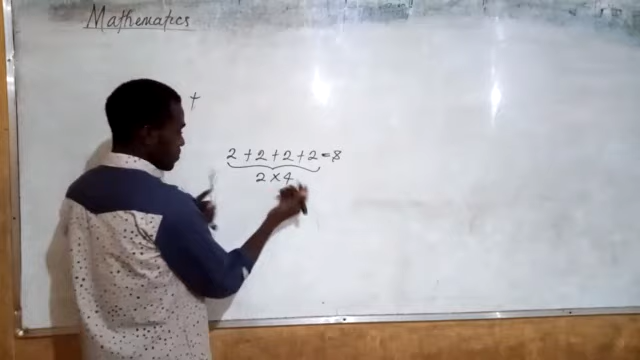 Mathematics
+
2 + 2 + 2 + 2 = 8
2 × 4